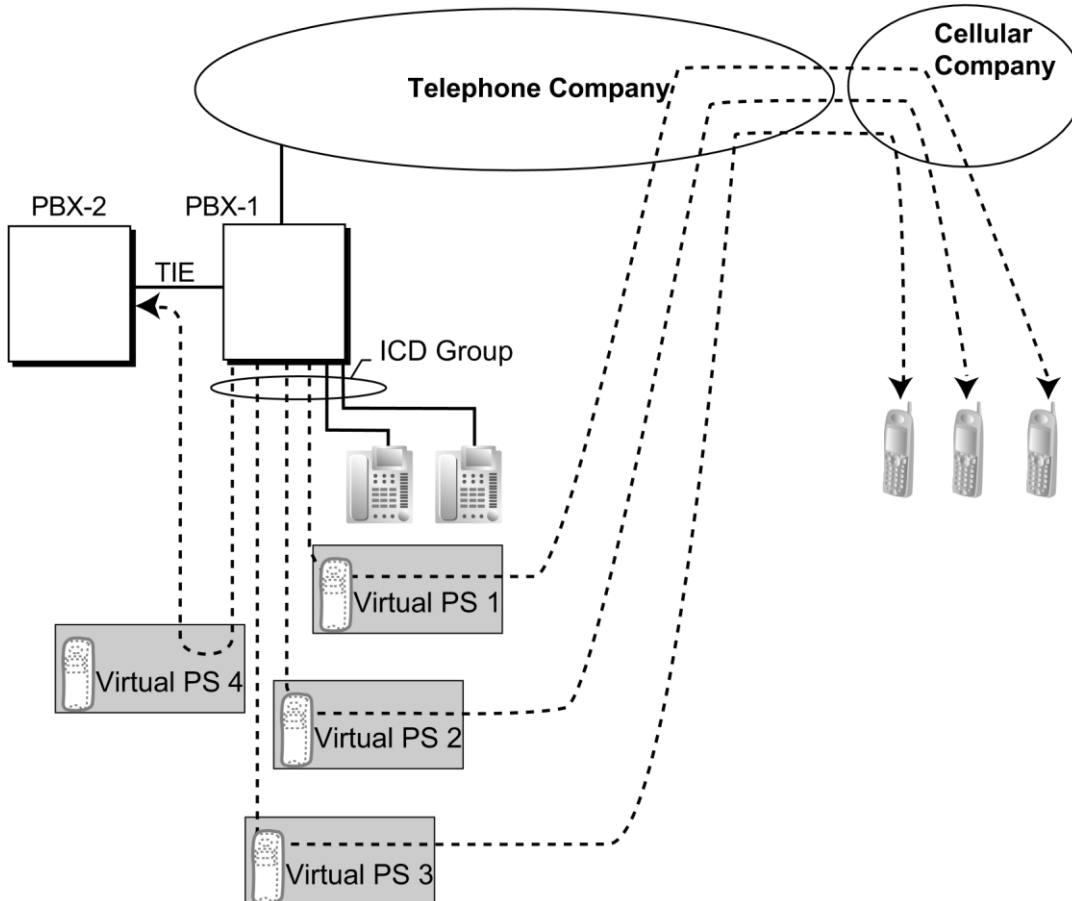 Cellular
Company
Telephone Company
PBX-2
PBX-1
TIE
ICD Group
Virtual PS 1
Virtual PS 4
Virtual PS 2
Virtual PS 3